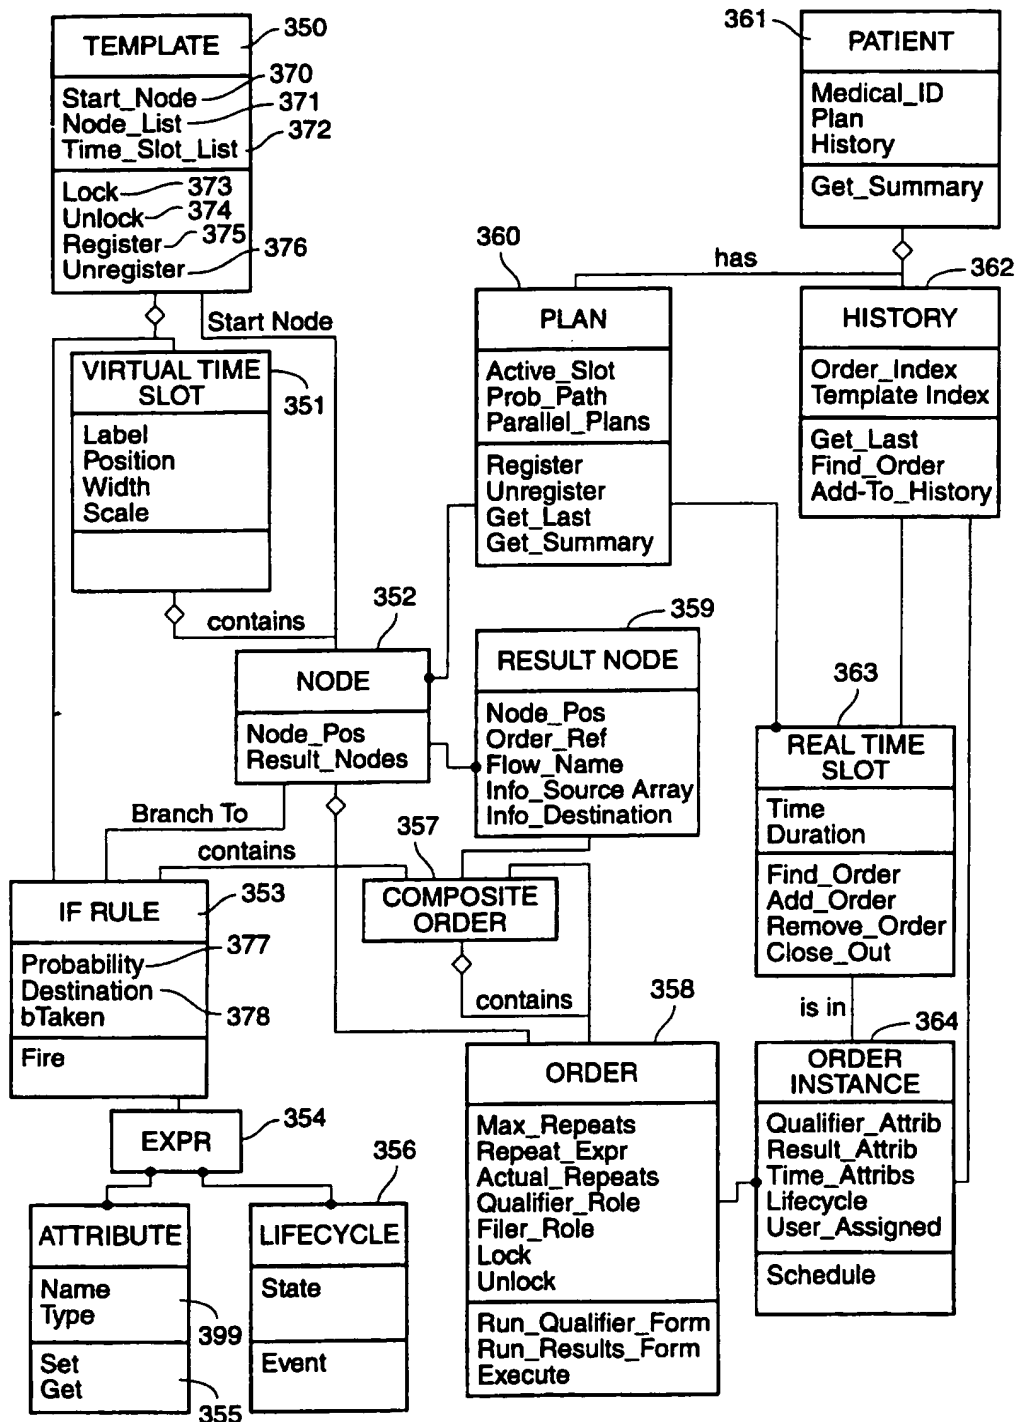 TEMPLATE
350
Start_Node
370
Node_List
371
Time_Slot_List
372
Lock
373
Unlock
374
Register
375
Unregister
376
361
PATIENT
Medical_ID
Plan
History
Get_Summary
has
360
PLAN
Active_Slot
Prob_Path
Parallel_Plans
Register
Unregister
Get_Last
Get_Summary
362
HISTORY
Order_Index
Template Index
Get_Last
Find_Order
Add-To_History
Start Node
VIRTUAL TIME
SLOT
351
Label
Position
Width
Scale
contains
352
NODE
Node_Pos
Result_Nodes
359
RESULT NODE
Node_Pos
Order_Ref
Flow_Name
Info_Source Array
Info_Destination
363
REAL TIME
SLOT
Time
Duration
Find_Order
Add_Order
Remove_Order
Close_Out
Branch To
contains
357
COMPOSITE
ORDER
contains
IF RULE
353
Probability
377
Destination
bTaken
378
Fire
EXPR
354
ATTRIBUTE
Name
Type
399
Set
Get
355
356
LIFECYCLE
State
Event
358
ORDER
Max_Repeats
Repeat_Expr
Actual_Repeats
Qualifier_Role
Filer_Role
Lock
Unlock
Run_Qualifier_Form
Run_Results_Form
Execute
is in
364
ORDER
INSTANCE
Qualifier_Attrib
Result_Attrib
Time_Attribs
Lifecycle
User_Assigned
Schedule